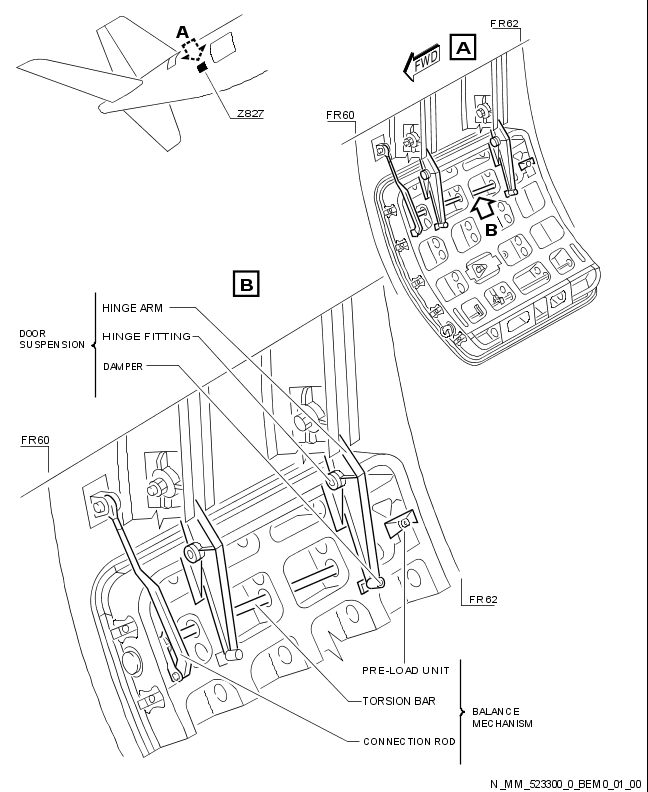 A
Z827
FR62
FWD
A
FR60
B
B
HINGE ARM
DOOR
SUSPENSION
HINGE FITTING
DAMPER
FR60
FR62
PRE-LOAD UNIT
TORSION BAR
BALANCE
MECHANISM
CONNECTION ROD
N_MM_523300_0_BEM0_01_00